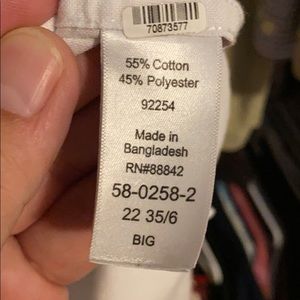 70873577
55% Cotton
45% Polyester
92254
Made in
Bangladesh
RN#88842
58-0258-2
22 35/6
BIG